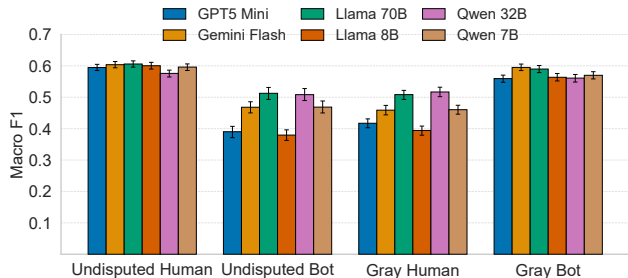 GPT5 Mini Llama 70B Qwen 32B
Gemini Flash Llama 8B Qwen 7B
Macro F1
0.7
0.6
0.5
0.4
0.3
0.2
0.1
Undisputed Human Undisputed Bot Gray Human Gray Bot